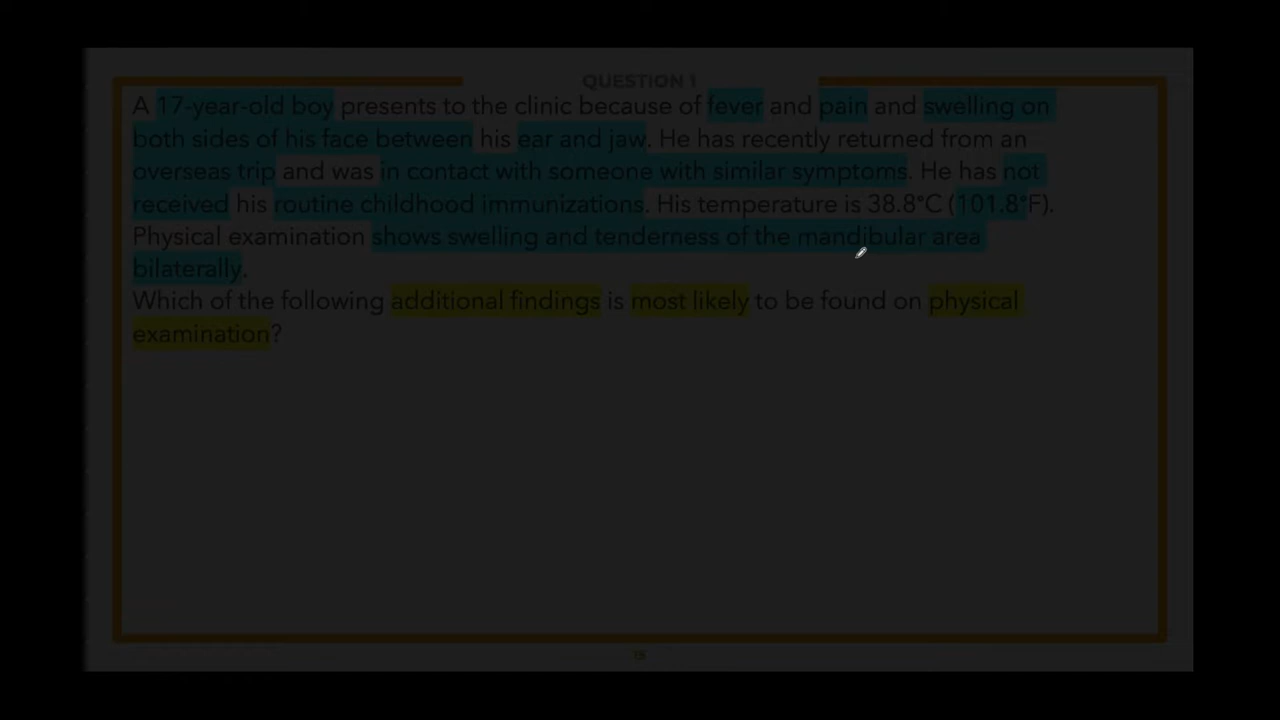 QUESTION 1
A 17-year-old boy presents to the clinic because of fever and pain and swelling on
both sides of his face between his ear and jaw. He has recently returned from an
overseas trip and was in contact with someone with similar symptoms. He has not
received his routine childhood immunizations. His temperature is 38.8°C (101.8°F).
Physical examination shows swelling and tenderness of the mandibular area
bilaterally.
Which of the following additional findings is most likely to be found on physical
examination?